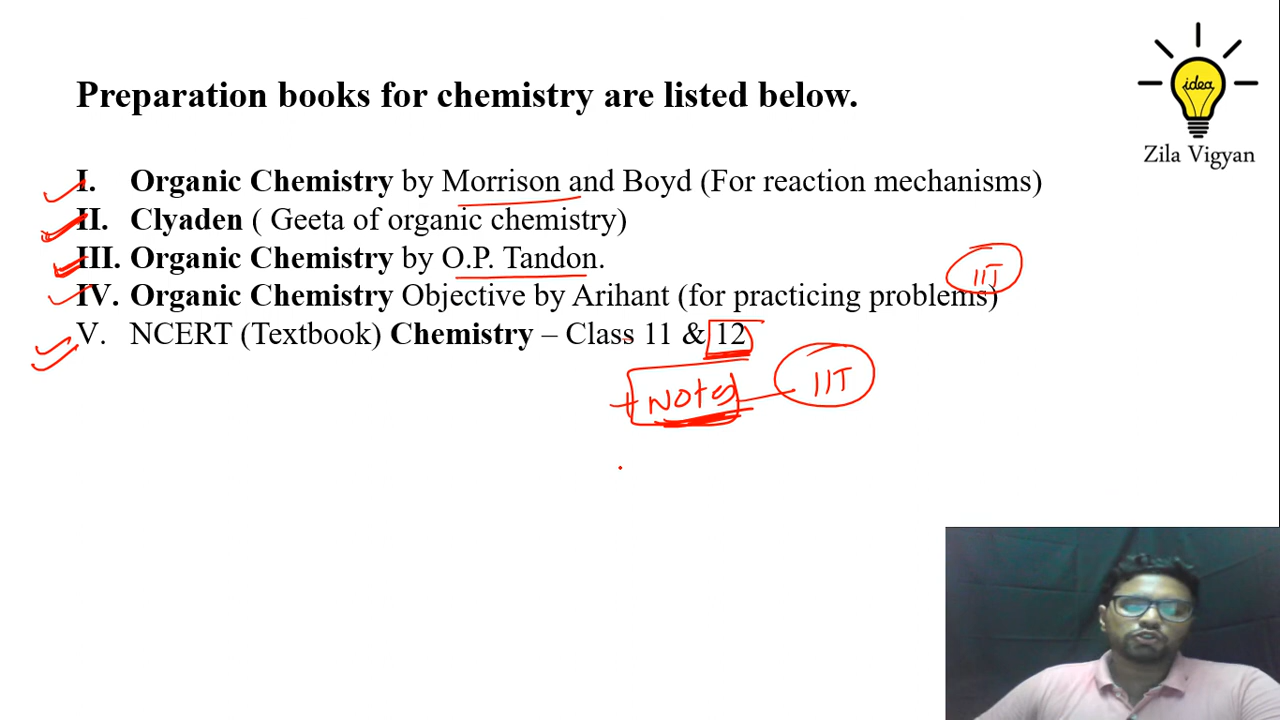 Preparation books for chemistry are listed below.
idea
Zila Vigyan
I. Organic Chemistry by Morrison and Boyd (For reaction mechanisms)
II. Clyaden ( Geeta of organic chemistry)
III. Organic Chemistry by O.P. Tandon.
IIT
IV. Organic Chemistry Objective by Arihant (for practicing problems)
V. NCERT (Textbook) Chemistry – Class 11 & 12
+ Notes IIT